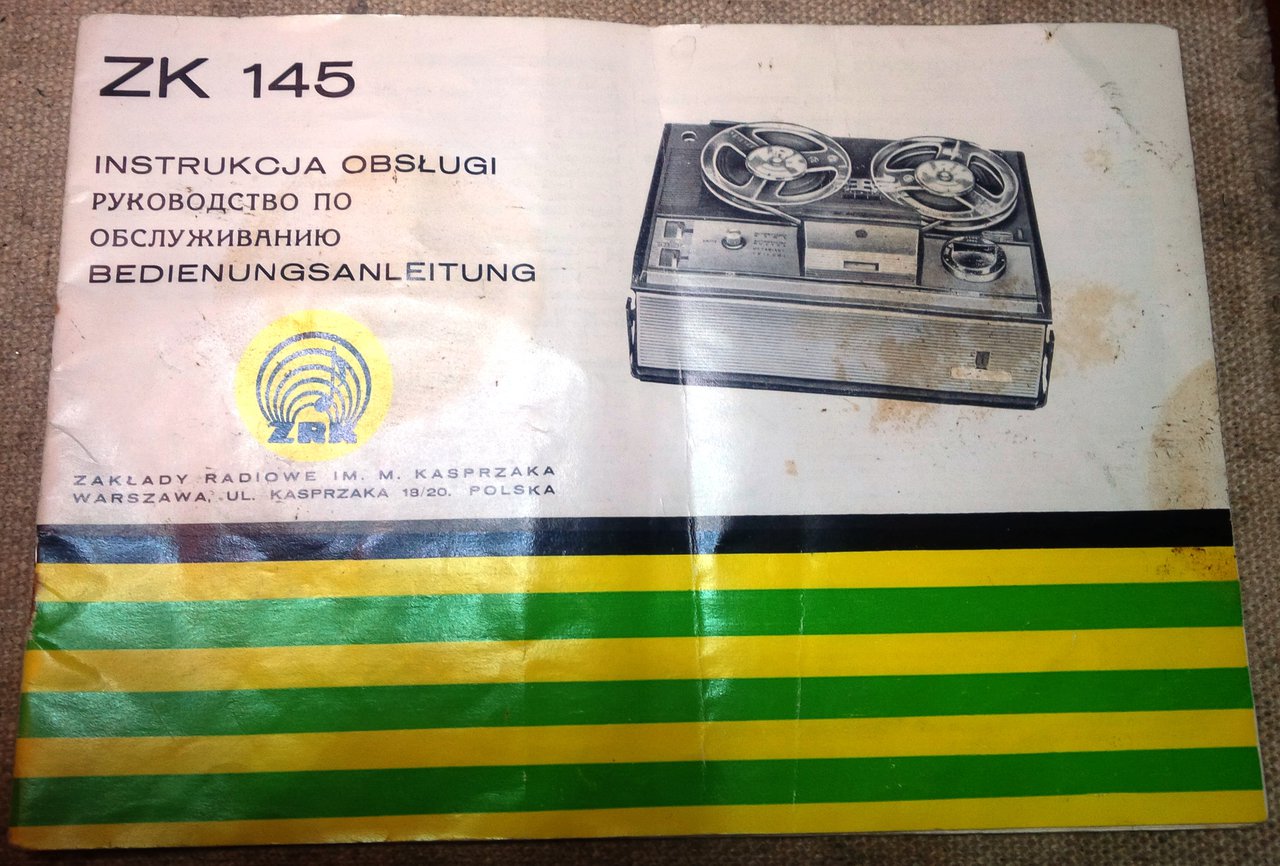 ZK 145
INSTRUKCJA OBSŁUGI
РУКОВОДСТВО ПО
ОБСЛУЖИВАНИЮ
BEDIENUNGSANLEITUNG
ZRK
ZAKŁADY RADIOWE IM. M. KASPRZAKA
WARSZAWA, UL. KASPRZAKA 18/20. POLSKA